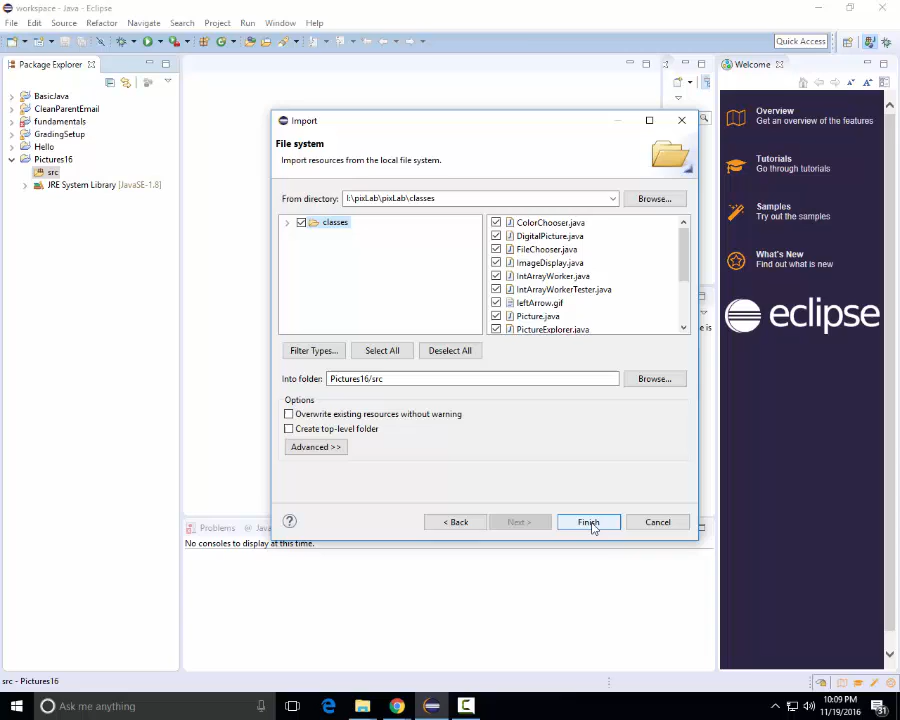 workspace - Java - Eclipse
File Edit Source Refactor Navigate Search Project Run Window Help
Quick Access
Package Explorer
BasicJava
CleanParentEmail
fundamentals
GradingSetup
Hello
Pictures16
src
JRE System Library [JavaSE-1.8]
Import
File system
Import resources from the local file system.
From directory: I:\pixLab\pixLab\classes Browse...
classes
ColorChooser.java
DigitalPicture.java
FileChooser.java
ImageDisplay.java
IntArrayWorker.java
IntArrayWorkerTester.java
leftArrow.gif
Picture.java
PictureExplorer.java
Filter Types... Select All Deselect All
Into folder: Pictures16/src Browse...
Options
Overwrite existing resources without warning
Create top-level folder
Advanced >>
? < Back Next > Finish Cancel
Welcome
Overview
Get an overview of the features
Tutorials
Go through tutorials
Samples
Try out the samples
What's New
Find out what is new
eclipse
is
Problems Java
No consoles to display at this time.
src - Pictures16
Ask me anything
10:09 PM
11/19/2016
31